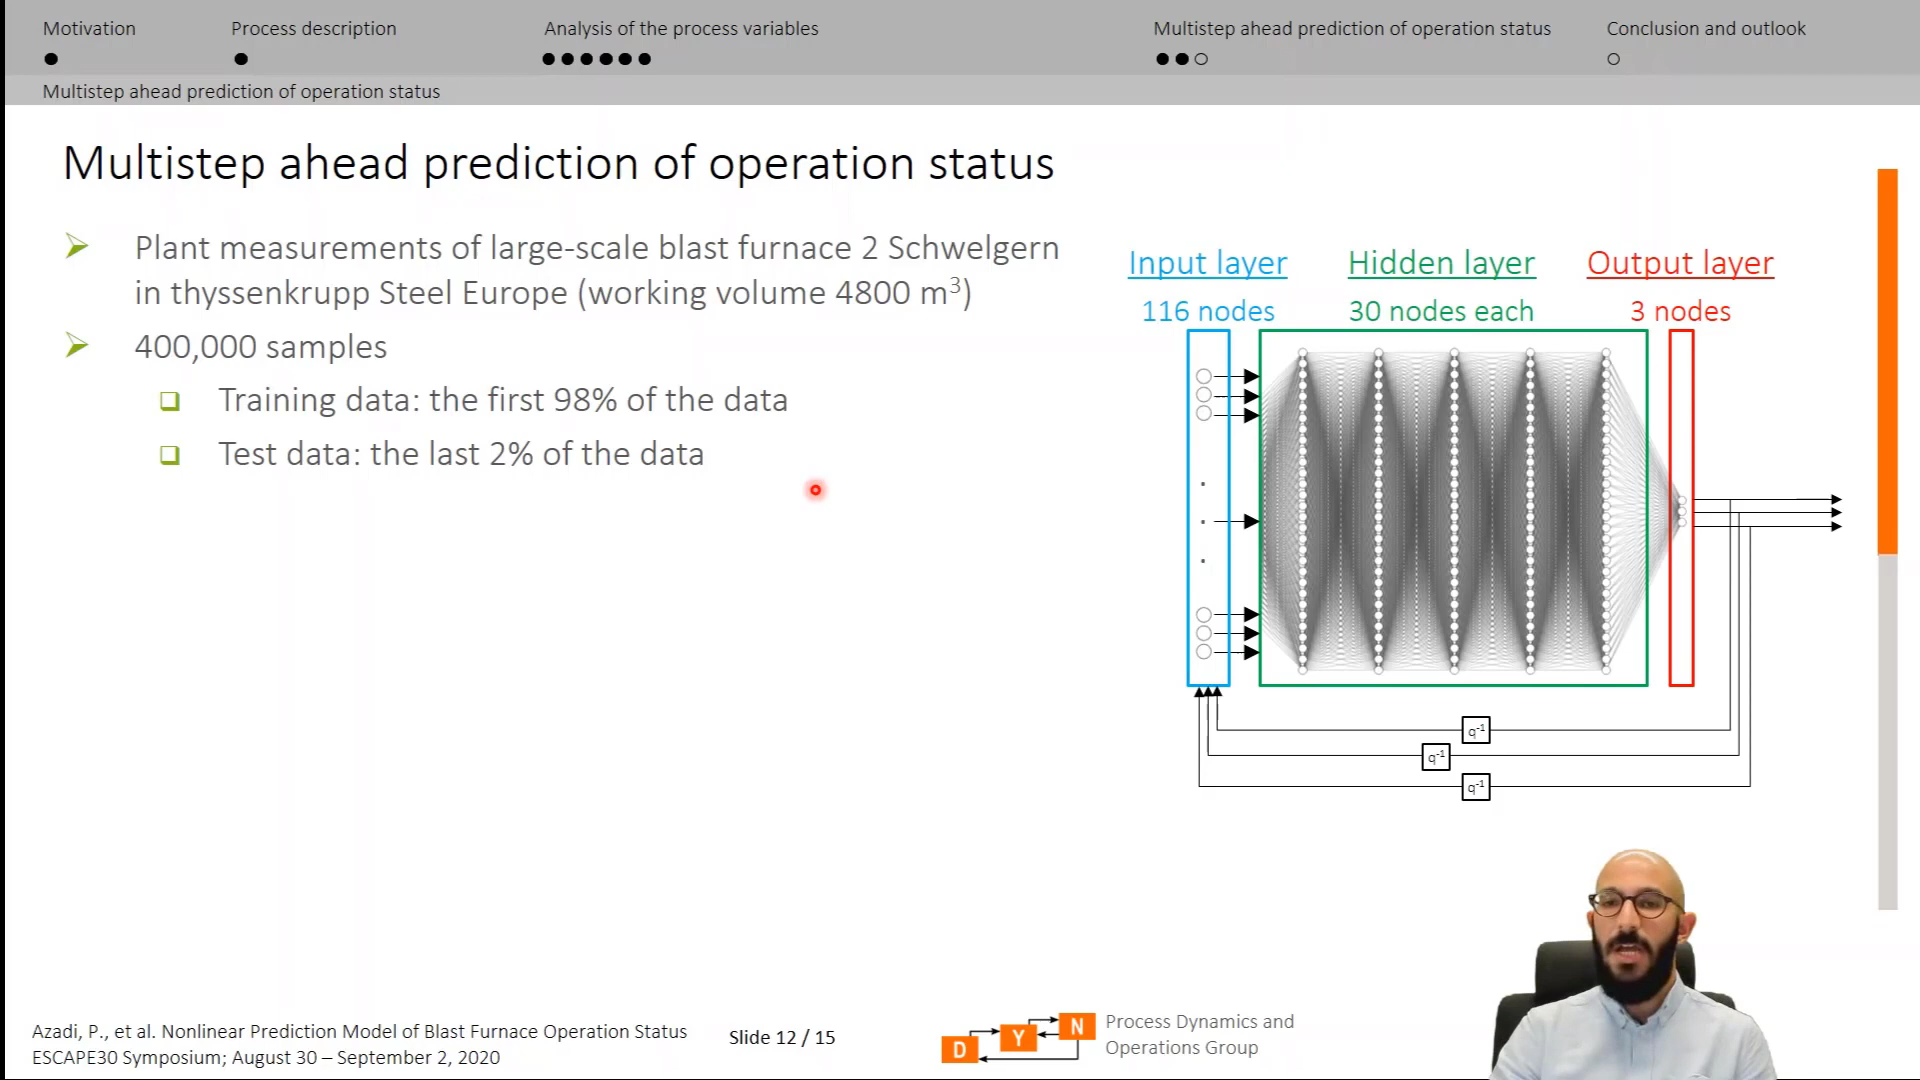 Motivation
Process description
Analysis of the process variables
Multistep ahead prediction of operation status
Conclusion and outlook
Multistep ahead prediction of operation status
Multistep ahead prediction of operation status
Plant measurements of large-scale blast furnace 2 Schwelgern
in thyssenkrupp Steel Europe (working volume 4800 m³)
400,000 samples
Training data: the first 98% of the data
Test data: the last 2% of the data
Input layer
116 nodes
Hidden layer
30 nodes each
Output layer
3 nodes
q⁻¹
q⁻¹
q⁻¹
Azadi, P., et al. Nonlinear Prediction Model of Blast Furnace Operation Status
ESCAPE30 Symposium; August 30 – September 2, 2020
Slide 12 / 15
D Y N
Process Dynamics and
Operations Group